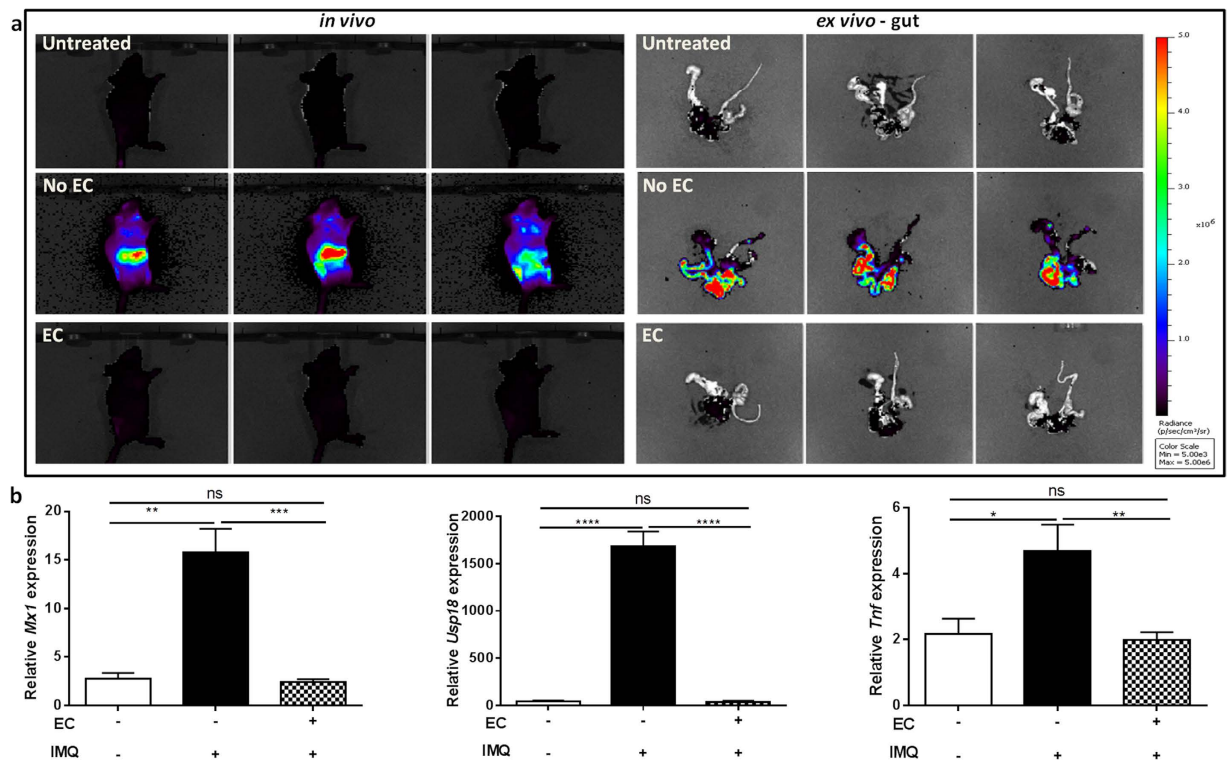 a
in vivo
ex vivo - gut
Untreated
Untreated
No EC
No EC
EC
EC
5.0
4.0
3.0
x10⁶
2.0
1.0
Radiance
(p/sec/cm²/sr)
Color Scale
Min = 5.00e3
Max = 5.00e6
b
ns
**
***
Relative Mx1 expression
20
15
10
5
0
EC - - +
IMQ - + +
ns
****
****
Relative Usp18 expression
2000
1500
1000
500
0
EC - - +
IMQ - + +
ns
*
**
Relative Tnf expression
6
4
2
0
EC - - +
IMQ - + +